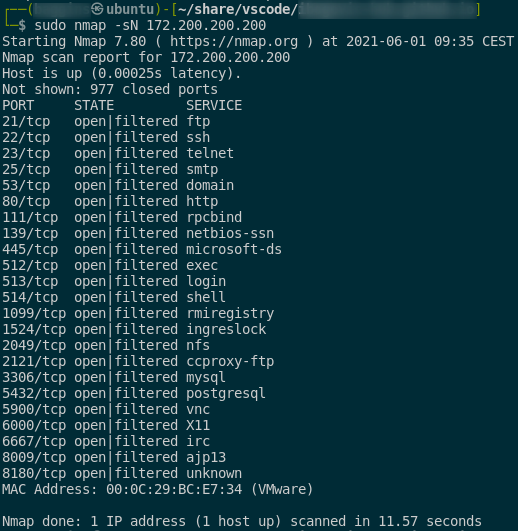 ubuntu)-[~/share/vscode/
$ sudo nmap -sN 172.200.200.200
Starting Nmap 7.80 ( https://nmap.org ) at 2021-06-01 09:35 CEST
Nmap scan report for 172.200.200.200
Host is up (0.00025s latency).
Not shown: 977 closed ports
PORT     STATE         SERVICE
21/tcp   open|filtered ftp
22/tcp   open|filtered ssh
23/tcp   open|filtered telnet
25/tcp   open|filtered smtp
53/tcp   open|filtered domain
80/tcp   open|filtered http
111/tcp  open|filtered rpcbind
139/tcp  open|filtered netbios-ssn
445/tcp  open|filtered microsoft-ds
512/tcp  open|filtered exec
513/tcp  open|filtered login
514/tcp  open|filtered shell
1099/tcp open|filtered rmiregistry
1524/tcp open|filtered ingreslock
2049/tcp open|filtered nfs
2121/tcp open|filtered ccproxy-ftp
3306/tcp open|filtered mysql
5432/tcp open|filtered postgresql
5900/tcp open|filtered vnc
6000/tcp open|filtered X11
6667/tcp open|filtered irc
8009/tcp open|filtered ajp13
8180/tcp open|filtered unknown
MAC Address: 00:0C:29:BC:E7:34 (VMware)
Nmap done: 1 IP address (1 host up) scanned in 11.57 seconds